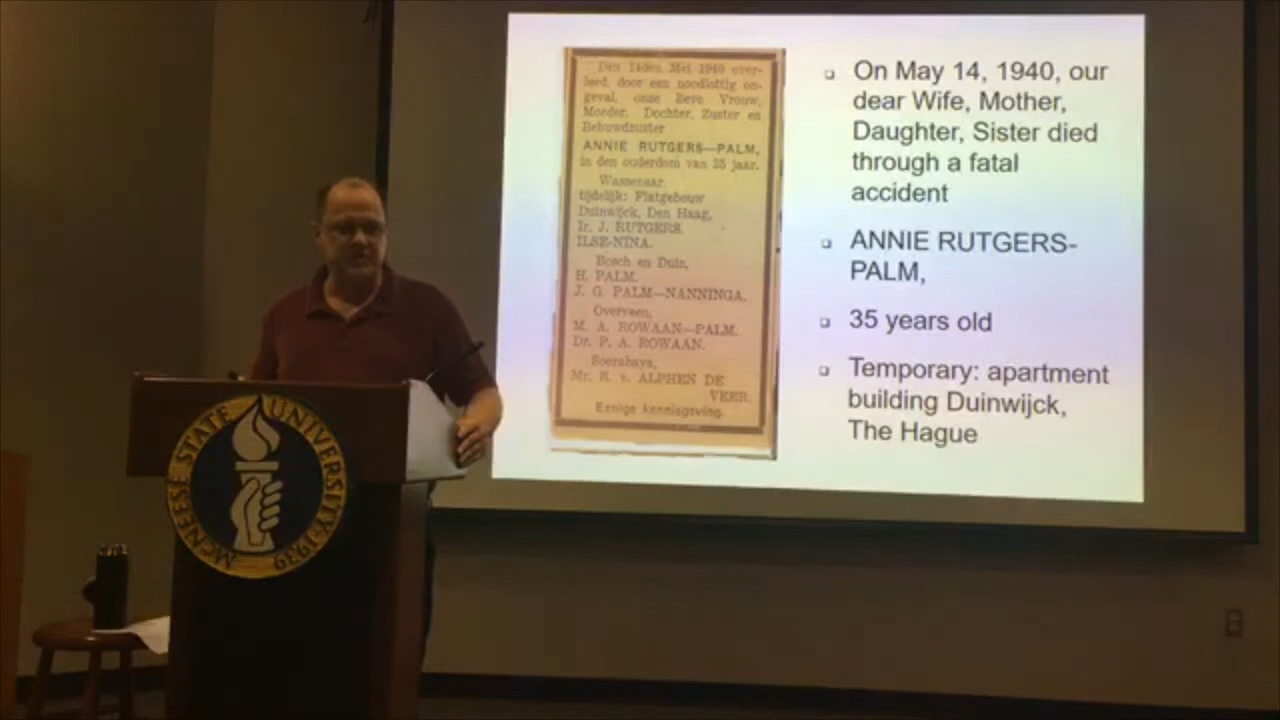 Den 14den Mei 1940 over-
leed, door een noodlottig on-
geval, onze lieve Vrouw,
Moeder, Dochter, Zuster en
Behuwdzuster
ANNIE RUTGERS—PALM,
in den ouderdom van 35 jaar.
Wassenaar,
tijdelijk: Flatgebouw
Duinwijck, Den Haag,
Ir. J. RUTGERS.
ILSE-NINA.
Bosch en Duin,
H. PALM.
J. G. PALM—NANNINGA.
Overveen,
M. A. ROWAAN—PALM.
Dr. P. A. ROWAAN.
Soerabaya,
Mr. R. v. ALPHEN DE
VEER.
Eenige kennisgeving.
On May 14, 1940, our
dear Wife, Mother,
Daughter, Sister died
through a fatal
accident
ANNIE RUTGERS-
PALM,
35 years old
Temporary: apartment
building Duinwijck,
The Hague
MCNEESE STATE UNIVERSITY·1939